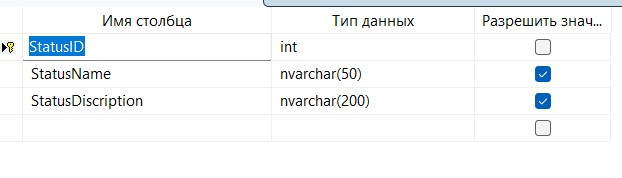 Имя столбца Тип данных Разрешить знач...
StatusID int
StatusName nvarchar(50)
StatusDiscription nvarchar(200)